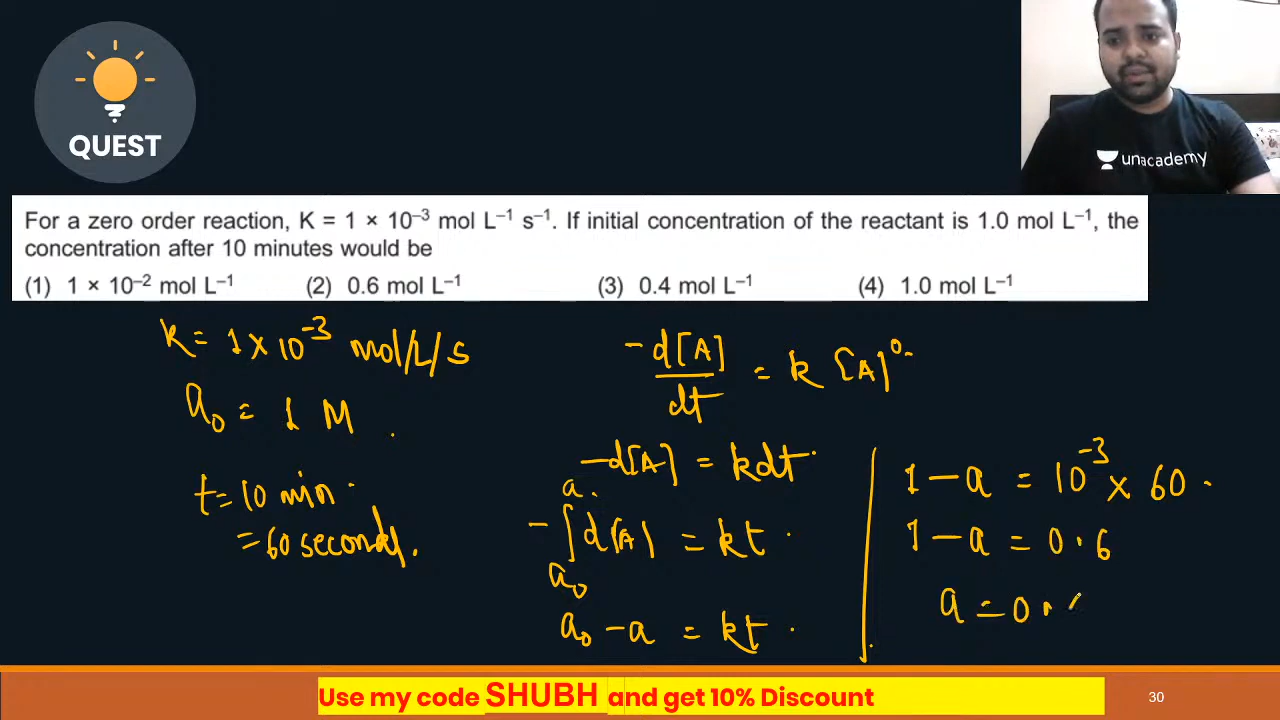 QUEST
unacademy
For a zero order reaction, K = 1 × 10⁻³ mol L⁻¹ s⁻¹. If initial concentration of the reactant is 1.0 mol L⁻¹, the
concentration after 10 minutes would be
(1) 1 × 10⁻² mol L⁻¹ (2) 0.6 mol L⁻¹ (3) 0.4 mol L⁻¹ (4) 1.0 mol L⁻¹
k = 1 × 10⁻³ mol/L/s
a₀ = 1 M.
t = 10 min.
= 60 seconds.
-d[A]/dt = k [A]⁰.
-d[A] = kdt.
-∫ₐ₀ᵃ d[A] = kt.
a₀ - a = kt.
1 - a = 10⁻³ × 60.
1 - a = 0.6
a = 0.
Use my code SHUBH and get 10% Discount
30